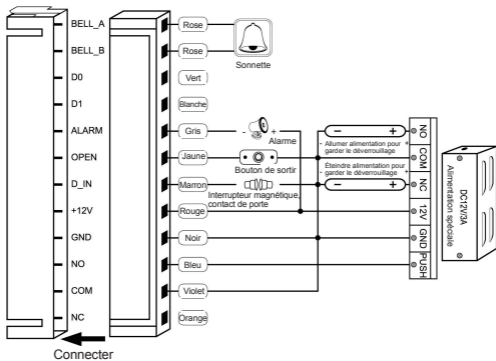 BELL_A
BELL_B
D0
D1
ALARM
OPEN
D_IN
+12V
GND
NO
COM
NC
Connecter
Rose
Rose
Vert
Blanche
Gris
Jaune
Marron
Rouge
Noir
Bleu
Violet
Orange
Sonnette
- +
Alarme
Bouton de sortir
Interrupteur magnétique,
contact de porte
- +
- Allumer alimentation pour +
garder le déverrouillage
Éteindre alimentation pour
- garder le déverrouillage +
- +
NO
COM
NC
12V
GND
PUSH
DC12V/3A
Alimentation spéciale